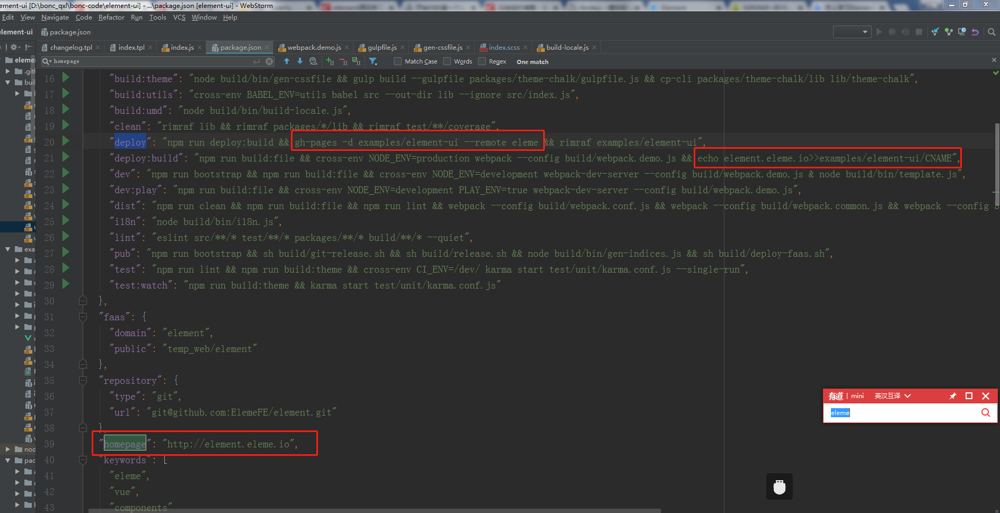 ement-ui [D:\bonc_qxl\bonc-code\element-ui] - ...\package.json [element-ui] - WebStorm
Edit View Navigate Code Refactor Run Tools VCS Window Help
element-ui package.json
changelog.tpl index.tpl index.js package.json webpack.demo.js gulpfile.js gen-cssfile.js index.scss build-locale.js
homepage Match Case Words Regex One match
16 "build:theme": "node build/bin/gen-cssfile && gulp build --gulpfile packages/theme-chalk/gulpfile.js && cp-cli packages/theme-chalk/lib lib/theme-chalk",
17 "build:utils": "cross-env BABEL_ENV=utils babel src --out-dir lib --ignore src/index.js",
18 "build:umd": "node build/bin/build-locale.js",
19 "clean": "rimraf lib && rimraf packages/*/lib && rimraf test/**/coverage",
20 "deploy": "npm run deploy:build && gh-pages -d examples/element-ui --remote eleme && rimraf examples/element-ui",
21 "deploy:build": "npm run build:file && cross-env NODE_ENV=production webpack --config build/webpack.demo.js && echo element.eleme.io>>examples/element-ui/CNAME",
22 "dev": "npm run bootstrap && npm run build:file && cross-env NODE_ENV=development webpack-dev-server --config build/webpack.demo.js & node build/bin/template.js",
23 "dev:play": "npm run build:file && cross-env NODE_ENV=development PLAY_ENV=true webpack-dev-server --config build/webpack.demo.js",
24 "dist": "npm run clean && npm run build:file && npm run lint && webpack --config build/webpack.conf.js && webpack --config build/webpack.common.js && webpack --config b
25 "i18n": "node build/bin/i18n.js",
26 "lint": "eslint src/**/* test/**/* packages/**/* build/**/* --quiet",
27 "pub": "npm run bootstrap && sh build/git-release.sh && sh build/release.sh && node build/bin/gen-indices.js && sh build/deploy-faas.sh",
28 "test": "npm run lint && npm run build:theme && cross-env CI_ENV=/dev/ karma start test/unit/karma.conf.js --single-run",
29 "test:watch": "npm run build:theme && karma start test/unit/karma.conf.js"
30 },
31 "faas": {
32 "domain": "element",
33 "public": "temp_web/element"
34 },
35 "repository": {
36 "type": "git",
37 "url": "git@github.com:ElemeFE/element.git"
38 }
39 "homepage": "http://element.eleme.io",
40 "keywords": [
41 "eleme",
42 "vue",
43 "components"
elemen
.gitl
buil
exa
nod
pac
有道 | mini 英汉互译
eleme